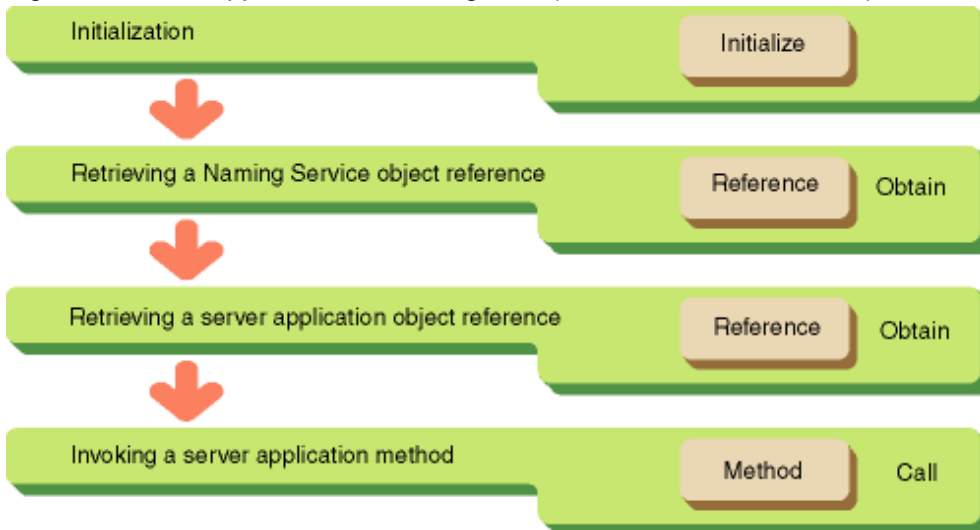 Initialization
Initialize
Retrieving a Naming Service object reference
Reference Obtain
Retrieving a server application object reference
Reference Obtain
Invoking a server application method
Method Call